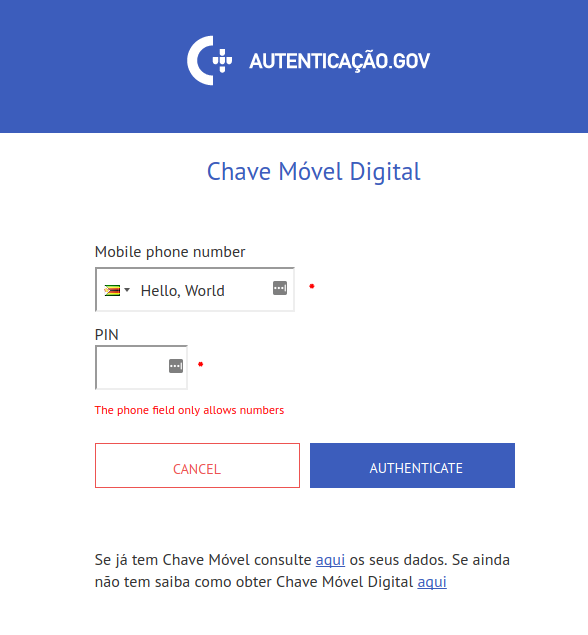 AUTENTICAÇÃO.GOV
Chave Móvel Digital
Mobile phone number
Hello, World *
PIN
*
The phone field only allows numbers
CANCEL AUTHENTICATE
Se já tem Chave Móvel consulte aqui os seus dados. Se ainda
não tem saiba como obter Chave Móvel Digital aqui